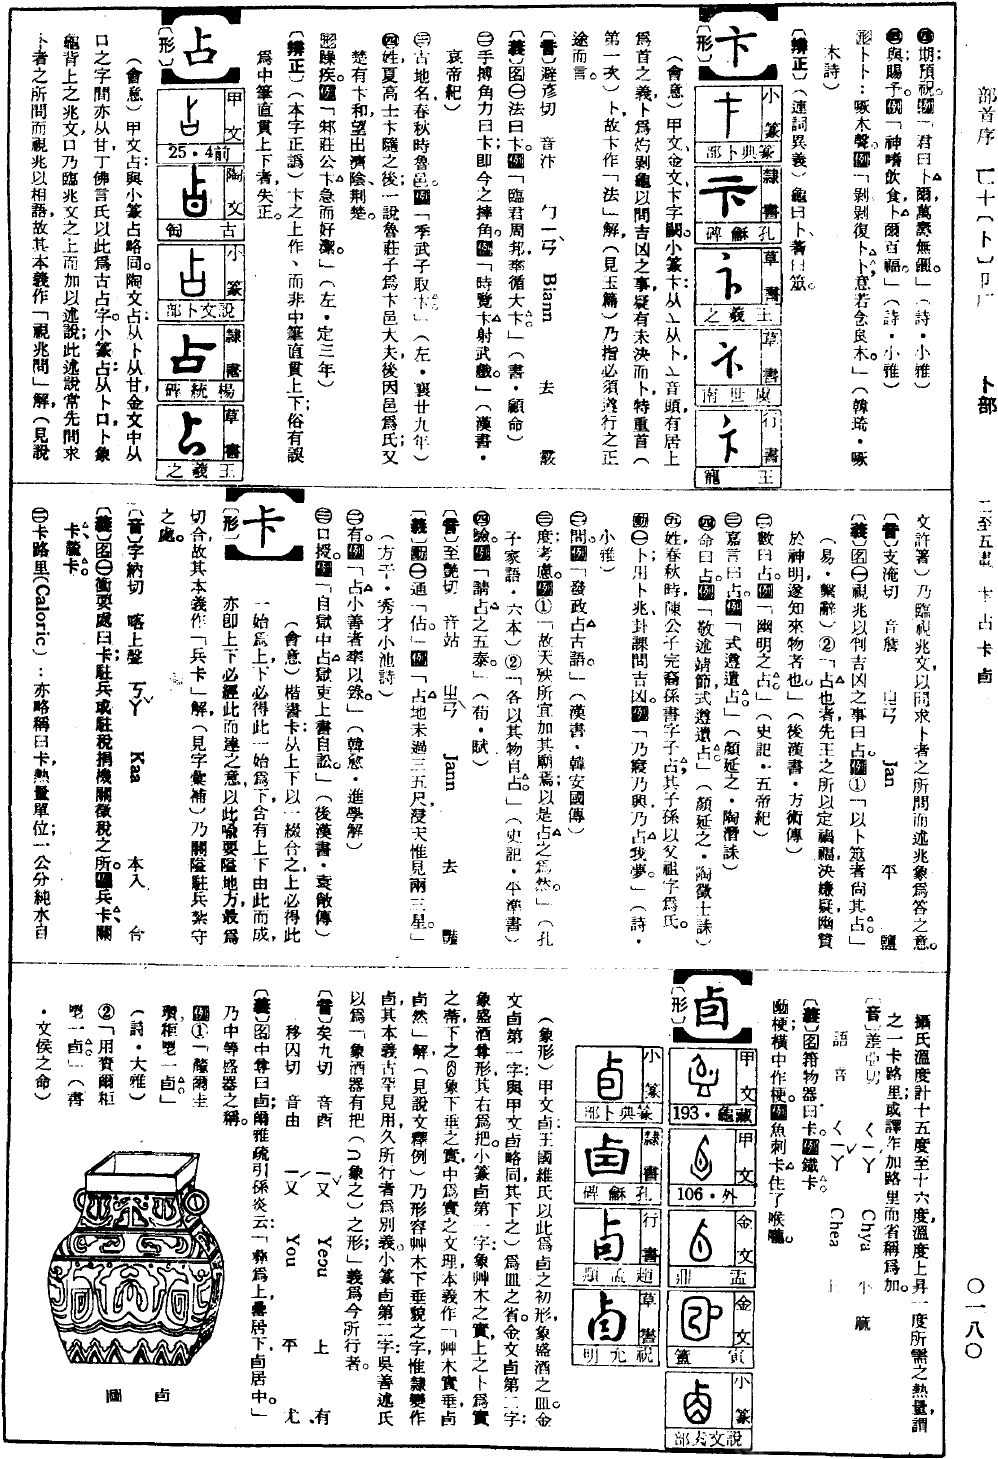 部首序 二十〔卜〕部 卜部 二至五畫 卞占卡卣 〇一八〇
㊃期預祝。例「君曰卜爾,萬壽無疆。」(詩・小雅)
㊄與賜予。例「神嗜飲食,卜爾百福。」(詩・小雅)
形卜卜:啄木聲。例「剝剝復卜卜,意若念良木。」(韓琦・啄
木詩)
〔辨正〕(連詞異義)龜曰卜,蓍曰筮。
卞
〔形〕
小篆 部卜典篆
隸書 碑龢孔
草書 之羲王
草書 南世虞
行書 寵王
(會意)甲文金文卞字闕。小篆卞:从丶从卜,丶音頭,有居上
爲首之義,卜爲灼剝龜以問吉凶之事,疑有未決而卜,特重首(
第一次)卜,故卞作「法」解(見玉篇)乃指必須遵行之正
途而言。
〔音〕避彥切 音汴 ㄅㄧㄢ Biann 去 霰
〔義〕名㊀法曰卞。例「臨君周邦,率循大卞。」(書・顧命)
㊁手搏角力曰卞;即今之摔角。例「時覽卞射武戲。」(漢書・
哀帝紀)
㊂古地名,春秋時魯邑。例「季武子取卞。」(左・襄廿九年)
㊃姓,夏高士卞隨之後;一說魯莊子爲卞邑大夫,後因邑爲氏;又
楚有卞和,望出濟陰、荆楚。
形躁疾。例「邾莊公卞急而好潔。」(左・定三年)
〔辨正〕(本字正譌)卞之上作丶而非中筆直貫上下;俗有誤
爲中筆直貫上下者,失正。
占
〔形〕
甲文 25・4前
陶文 匋古
小篆 部卜文說
隸書 碑統楊
草書 之羲王
(會意)甲文占:與小篆占略同。陶文占:从卜从甘,金文中从
口之字間亦从甘,丁佛言氏以此爲古占字。小篆占:从卜口,卜象
龜背上之兆文,口乃臨兆文之上而加以述說;此述說常先問求
卜者之所問而視兆以相語,故其本義作「視兆問」解(見說
文許著)乃臨視兆文,以問求卜者之所問而述兆象爲答之意。
〔音〕支淹切 音詹 ㄓㄢ Jan 平 鹽
〔義〕名㊀視兆以判吉凶之事曰占。例①「以卜筮者尚其占。」
(易・繫辭)②「占也者,先王之所以定禍福,決嫌疑,幽贊
於神明,遂知來物者也。」(後漢書・方術傳)
㊁數曰占。例「幽明之占。」(史記・五帝紀)
㊂嘉言曰占。例「式遵遺占。」(顏延之・陶潛誄)
㊃命曰占。例「敬述靖節,式遵遺占。」(顏延之・陶徵士誄)
㊄姓,春秋時陳公子完裔孫書字子占,其子孫以父祖字爲氏。
動㊀卜;用卜兆卦課問吉凶。例「乃寢乃興,乃占我夢。」(詩・
小雅)
㊁問。例「發政占古語。」(漢書・韓安國傳)
㊂度;考慮。例①「故天殃所宜加其廟焉,以是占之爲然。」(孔
子家語・六本)②「各以其物自占。」(史記・平準書)
㊃驗。例「請占之五泰。」(荀・賦)
〔音〕至艷切 音站 ㄓㄢ Jann 去 豔
〔義〕動㊀通「佔」。例「占地未過三五尺,浸天惟見兩三星。」
(方干・秀才小池詩)
㊁有。例「占小善者率以錄。」(韓愈・進學解)
㊂口授。例「自獄中占獄吏上書自訟。」(後漢書・袁敞傳)
卡
〔形〕
(會意)楷書卡:从上下以一綴合之,上必得此
一始爲上,下必得此一始爲下,含有上下由此而成,
亦即上下必經此而達之意,以此喻要隘地方,最爲
切合,故其本義作「兵卡」解(見字彙補)乃關隘駐兵紮守
之處。
〔音〕字納切 喀上聲 ㄎㄚ Kaa 本入 合
〔義〕名㊀衝要處曰卡;駐兵或駐稅捐機關徵稅之所。例兵卡、關
卡、釐卡。
㊁卡路里(Caloric):亦略稱曰卡,熱量單位;一公分純水自
攝氏溫度計十五度至十六度,溫度上昇一度所需之熱量,謂
之一卡路里;或譯作加路里而省稱爲加。
〔音〕差亞切 ㄑㄧㄚ Chya 平 麻
語音 ㄑㄧㄚ Chea 上
〔義〕名箝物器曰卡。例鐵卡。
動梗;橫中作梗。例魚刺卡住了喉嚨。
卣
〔形〕
甲文 193・龜藏
甲文 106・外
金文 鼎盂
金文 簠寅
小篆 部文說
小篆 部卜典篆
隸書 碑龢孔
行書 頫孟趙
草書 明允祝
(象形)甲文卣:王國維氏以此爲卣之初形,象盛酒之皿。金
文卣第一字:與甲文卣略同,其下之)爲皿之省。金文卣第二字:
象盛酒尊形,其右爲把。小篆卣第一字:象艸木之實,上之卜爲實
之蒂,下之象下垂之實,中爲實之文理,本義作「艸木實垂卣
卣然」解(見說文釋例)乃形容艸木下垂貌之字,惟隸變作
卣,其本義古罕見用,久所行者爲別義。小篆卣第二字:吳善述氏
以爲「象酒器有把(コ象之)之形」義爲今所行者。
〔音〕矣九切 音酉 ㄧㄡ Yeou 上 有
移囚切 音由 ㄧㄡ You 平 尤
〔義〕名中尊曰卣;爾雅疏引孫炎云:「彝爲上,罍居下,卣居中。」
乃中等盛器之稱。
例①「釐爾圭
瓚,秬鬯一卣。」
(詩・大雅)
②「用賚爾秬
鬯一卣。」(書
・文侯之命)
圖卣